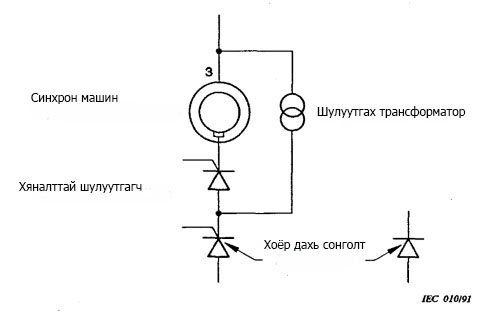 3
Синхрон машин
Шулуутгах трансформатор
Хяналттай шулуутгагч
Хоёр дахь сонголт
IEC 010/91